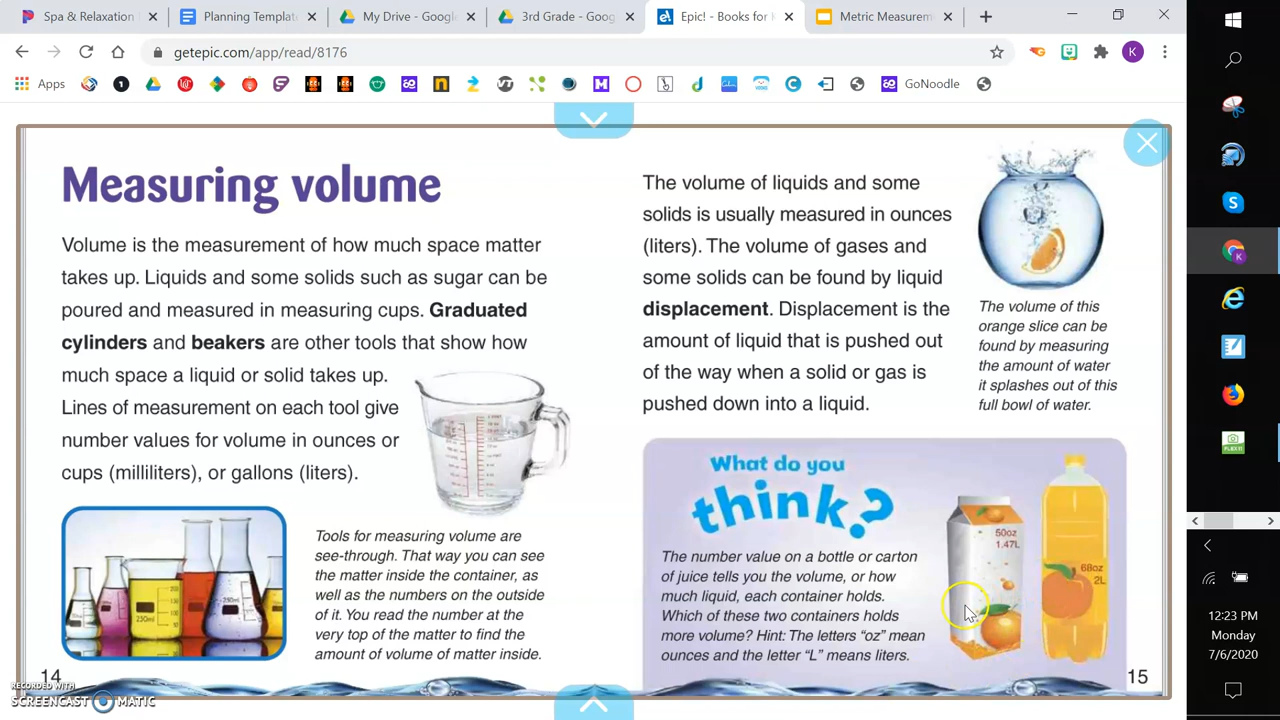 Spa & Relaxation
Planning Templat
My Drive - Google
3rd Grade - Goog
Epic! - Books for
Metric Measurem
getepic.com/app/read/8176
K
Apps
GoNoodle
Measuring volume
Volume is the measurement of how much space matter
takes up. Liquids and some solids such as sugar can be
poured and measured in measuring cups. Graduated
cylinders and beakers are other tools that show how
much space a liquid or solid takes up.
Lines of measurement on each tool give
number values for volume in ounces or
cups (milliliters), or gallons (liters).
Tools for measuring volume are
see-through. That way you can see
the matter inside the container, as
well as the numbers on the outside
of it. You read the number at the
very top of the matter to find the
amount of volume of matter inside.
14
The volume of liquids and some
solids is usually measured in ounces
(liters). The volume of gases and
some solids can be found by liquid
displacement. Displacement is the
amount of liquid that is pushed out
of the way when a solid or gas is
pushed down into a liquid.
The volume of this
orange slice can be
found by measuring
the amount of water
it splashes out of this
full bowl of water.
What do you
think?
The number value on a bottle or carton
of juice tells you the volume, or how
much liquid, each container holds.
Which of these two containers holds
more volume? Hint: The letters “oz” mean
ounces and the letter “L” means liters.
50oz
1.47L
68oz
2L
15
RECORDED WITH
SCREENCAST MATIC
12:23 PM
Monday
7/6/2020